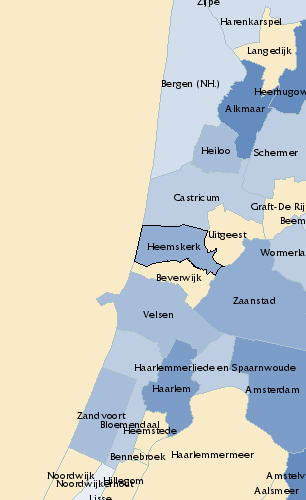 Zijpe
Harenkarspel
Langedijk
Bergen (NH.)
Heerhugow
Alkmaar
Heiloo
Schermer
Castricum
Graft-De Rij
Beem
Uitgeest
Heemskerk
Wormerla
Beverwijk
Zaanstad
Velsen
Haarlemmerliede en Spaarnwoude
Haarlem
Amsterdam
Zandvoort
Bloemendaal
Heemstede
Bennebroek
Haarlemmermeer
Noordwijk
Amstelv
Hillegom
Noordwijkerhout
Aalsmeer
Lisse